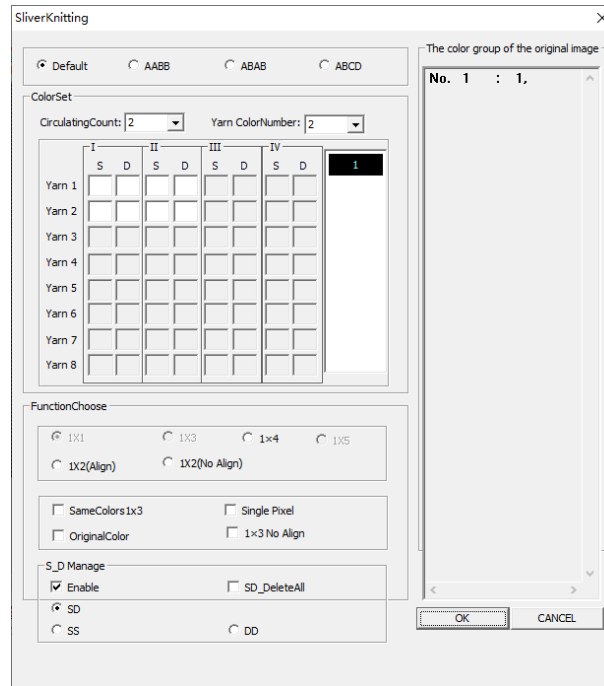 SliverKnitting
Default AABB ABAB ABCD
The color group of the original image
No. 1 : 1,
ColorSet
CirculatingCount: 2 Yarn ColorNumber: 2
I II III IV
S D S D S D S D 1
Yarn 1
Yarn 2
Yarn 3
Yarn 4
Yarn 5
Yarn 6
Yarn 7
Yarn 8
FunctionChoose
1X1 1X3 1×4 1X5
1X2(Align) 1X2(No Align)
SameColors1x3 Single Pixel
OriginalColor 1×3 No Align
S_D Manage
Enable SD_DeleteAll
SD
SS DD
OK CANCEL